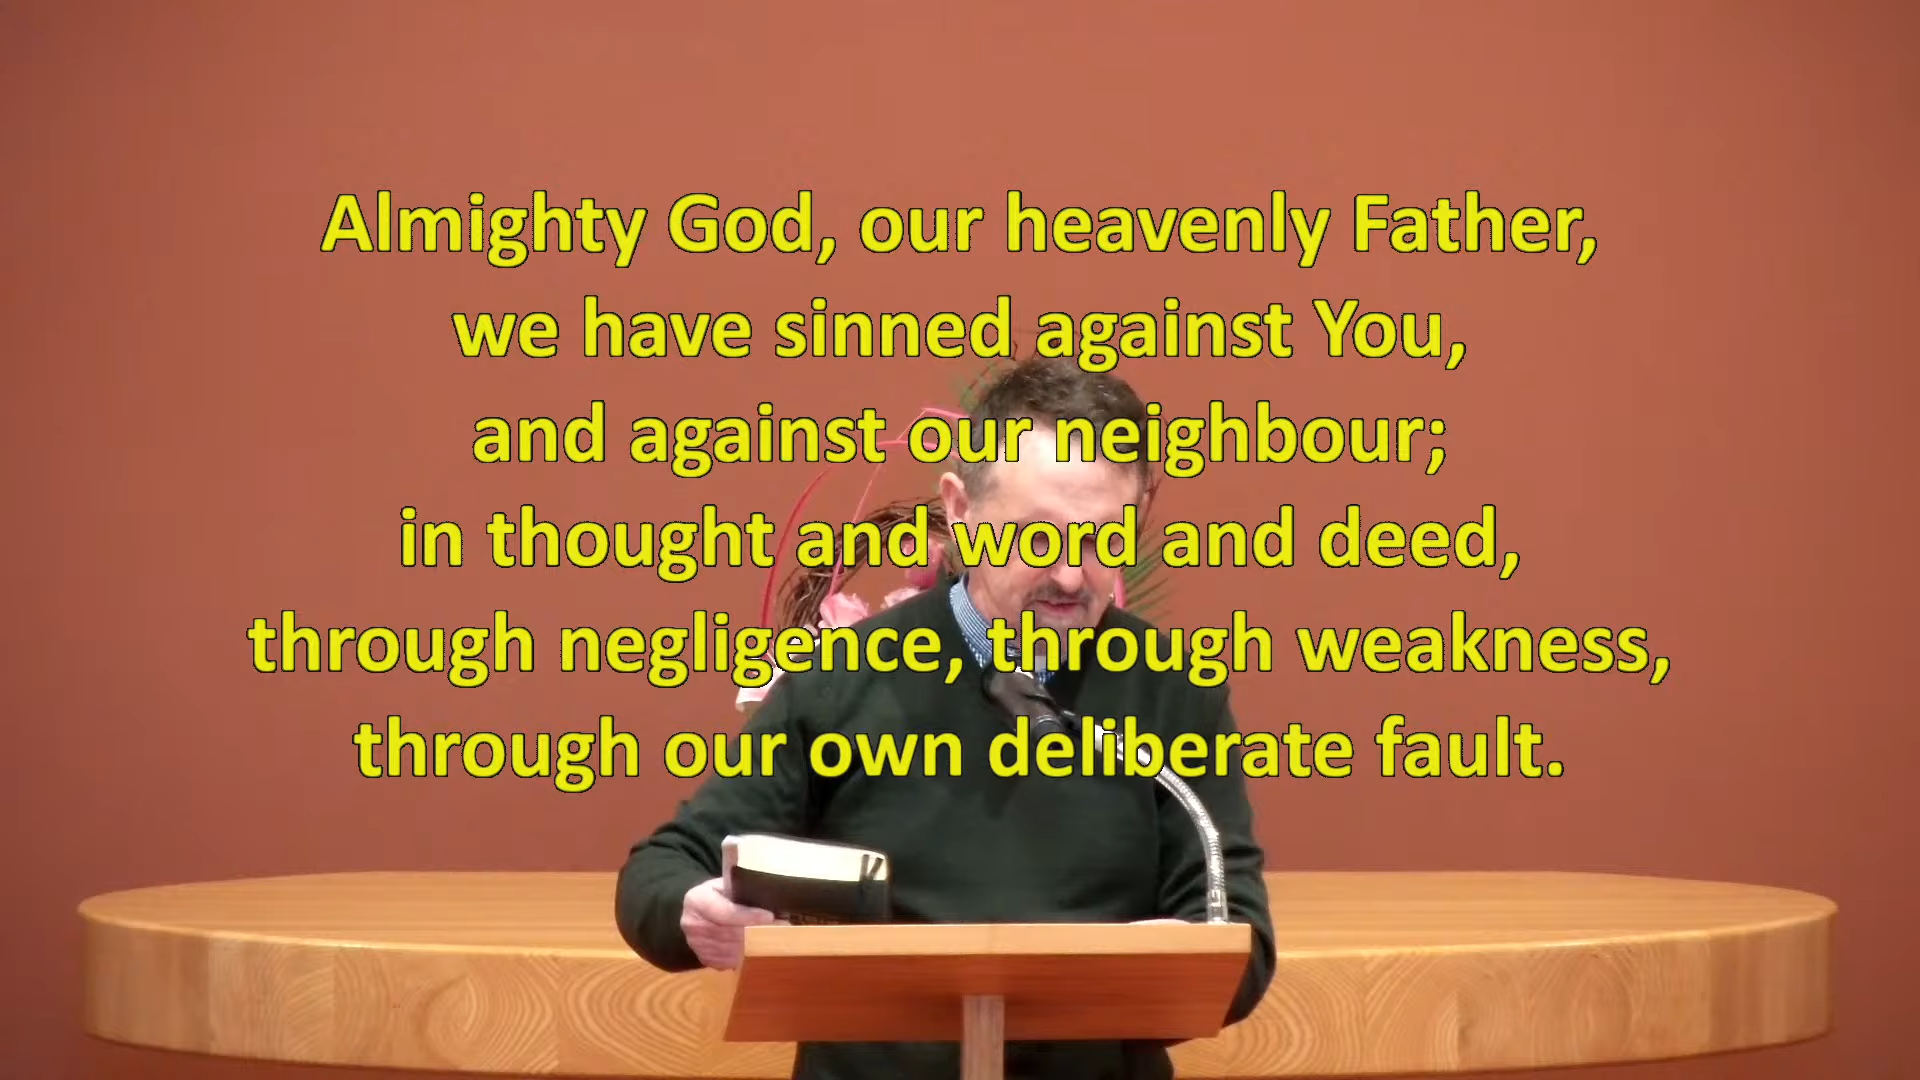 Almighty God, our heavenly Father,
we have sinned against You,
and against our neighbour;
in thought and word and deed,
through negligence, through weakness,
through our own deliberate fault.